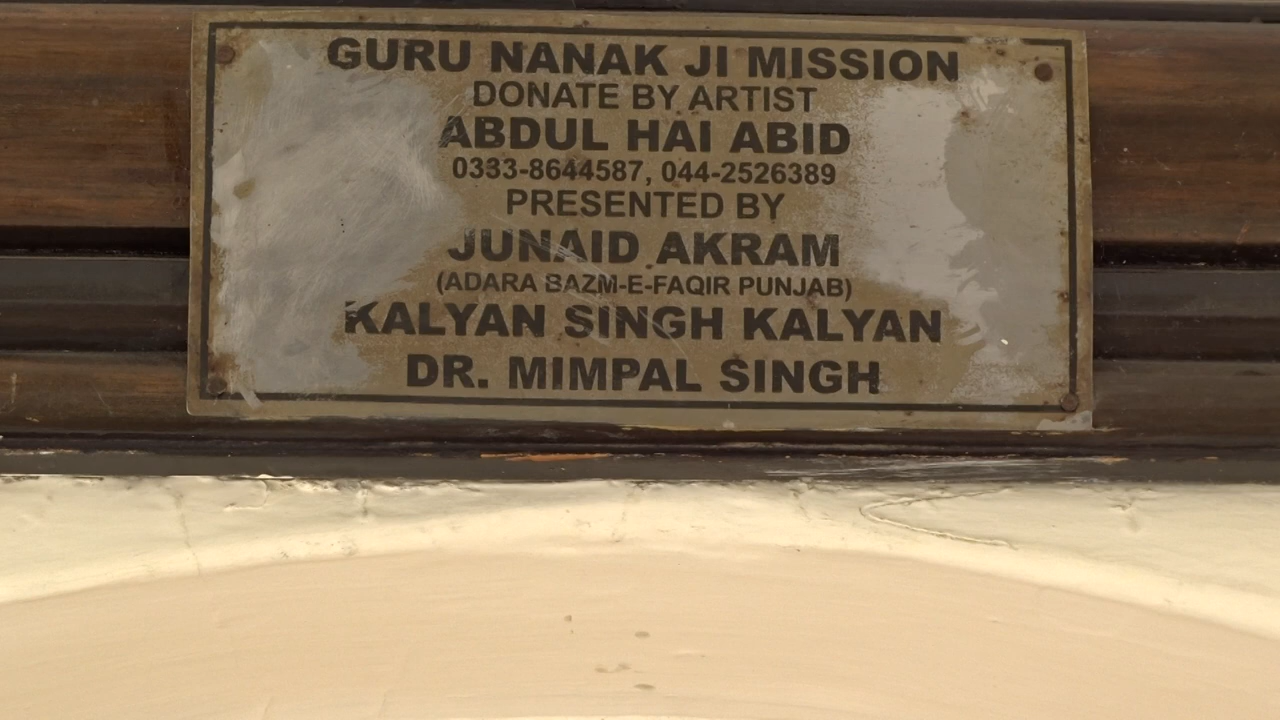 GURU NANAK JI MISSION
DONATE BY ARTIST
ABDUL HAI ABID
0333-8644587, 044-2526389
PRESENTED BY
JUNAID AKRAM
(ADARA BAZM-E-FAQIR PUNJAB)
KALYAN SINGH KALYAN
DR. MIMPAL SINGH